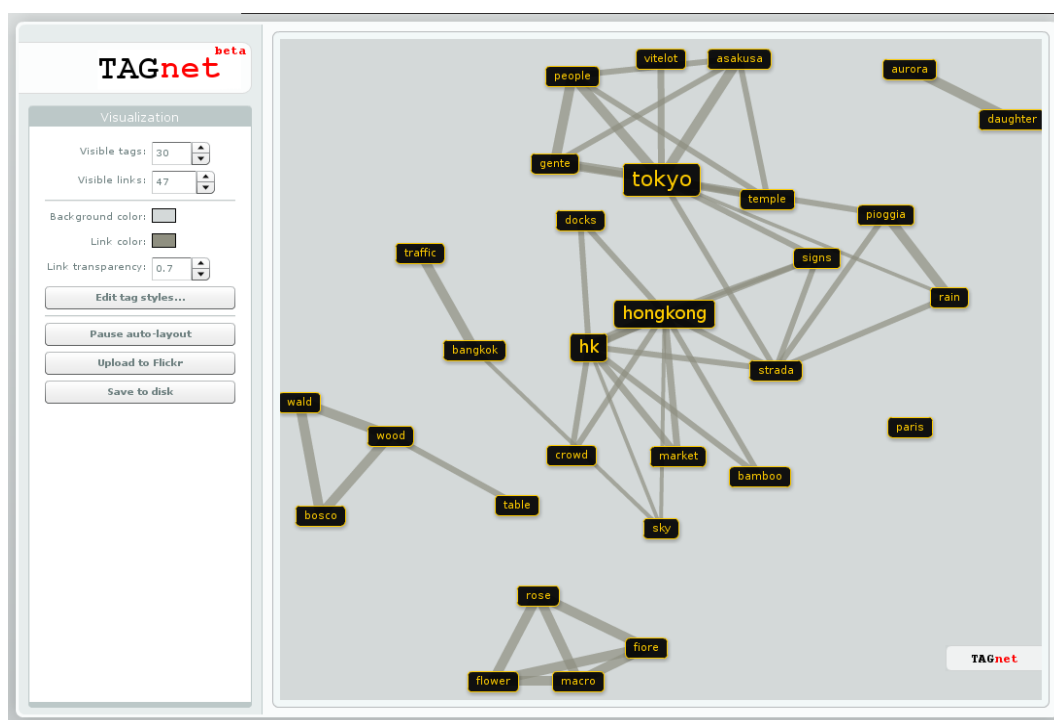 beta
TAGnet
Visualization
Visible tags: 30
Visible links: 47
Background color:
Link color:
Link transparency: 0.7
Edit tag styles...
Pause auto-layout
Upload to Flickr
Save to disk
vitelot
asakusa
people
aurora
daughter
gente
tokyo
temple
pioggia
docks
traffic
signs
rain
hongkong
hk
bangkok
strada
wald
wood
paris
crowd
market
bamboo
table
bosco
sky
rose
fiore
TAGnet
flower
macro